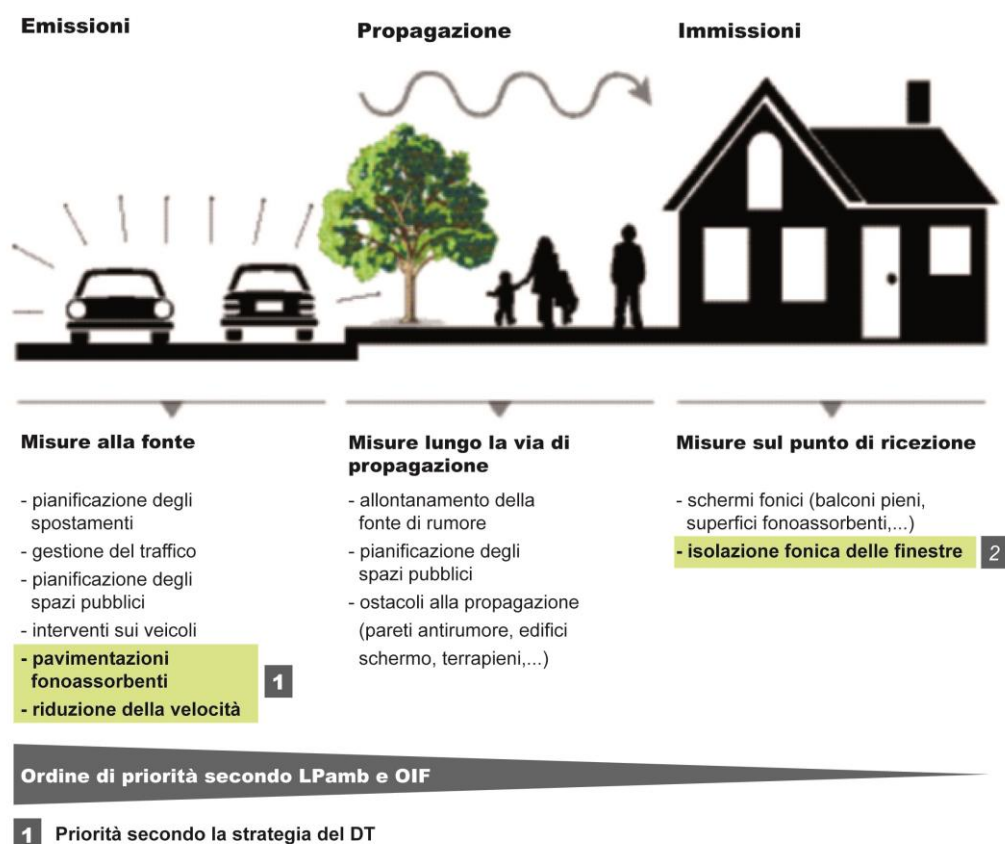 Emissioni
Propagazione
Immissioni
Misure alla fonte
- pianificazione degli
spostamenti
- gestione del traffico
- pianificazione degli
spazi pubblici
- interventi sui veicoli
- pavimentazioni
fonoassorbenti
- riduzione della velocità
1
Misure lungo la via di
propagazione
- allontanamento della
fonte di rumore
- pianificazione degli
spazi pubblici
- ostacoli alla propagazione
(pareti antirumore, edifici
schermo, terrapieni,...)
Misure sul punto di ricezione
- schermi fonici (balconi pieni,
superfici fonoassorbenti,...)
- isolazione fonica delle finestre
2
Ordine di priorità secondo LPamb e OIF
1 Priorità secondo la strategia del DT